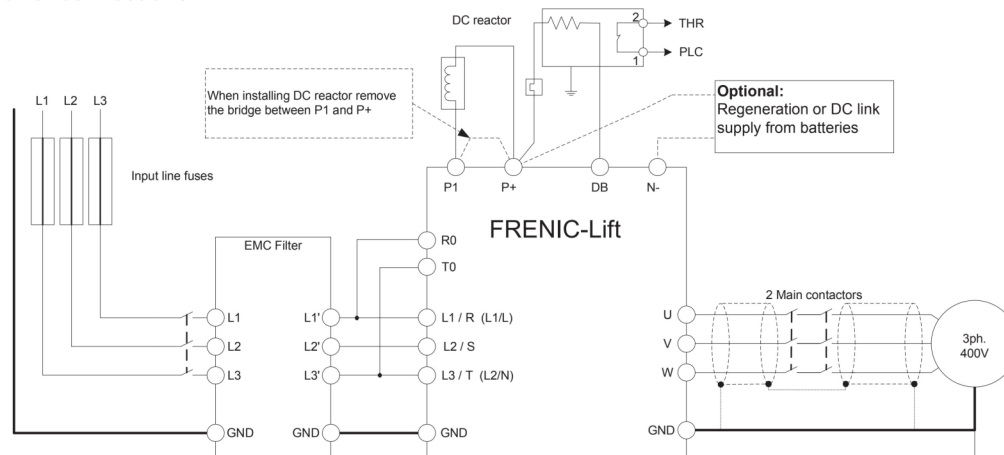 DC reactor
2
THR
PLC
1
When installing DC reactor remove
the bridge between P1 and P+
Optional:
Regeneration or DC link
supply from batteries
L1 L2 L3
Input line fuses
P1 P+ DB N-
FRENIC-Lift
EMC Filter
R0
T0
2 Main contactors
L1 L1' L1 / R (L1/L) U
L2 L2' L2 / S V
L3 L3' L3 / T (L2/N) W
3ph.
400V
GND GND GND GND